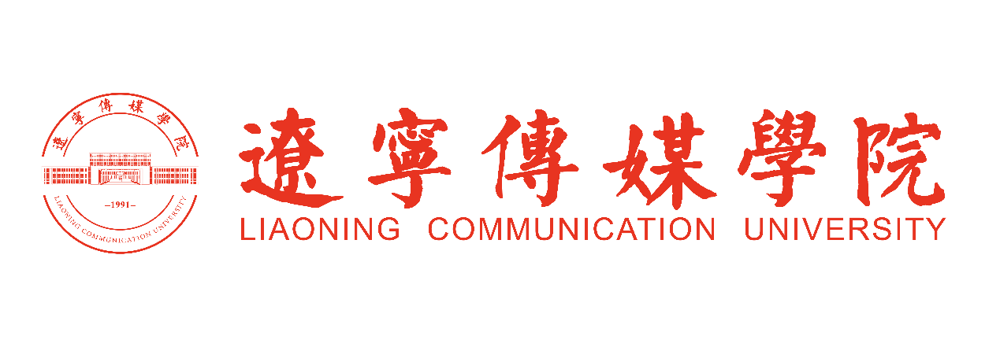 遼寧傳媒學院
–1991–
LIAONING COMMUNICATION UNIVERSITY
遼寧傳媒學院
LIAONING COMMUNICATION UNIVERSITY